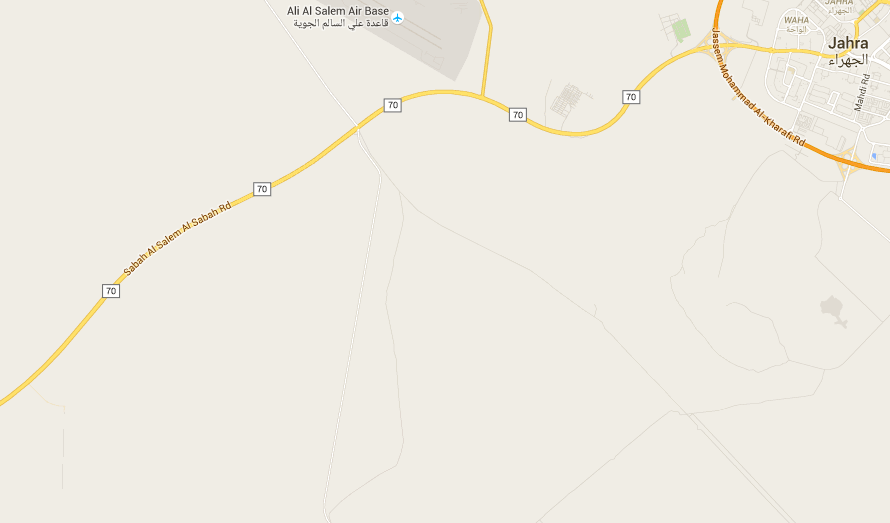 Ali Al Salem Air Base
قاعدة علي السالم الجوية
JAHRA
الجهراء
WAHA
الواحة
Jahra
الجهراء
Mahdi Rd
Jassem Mohammad Al-Kharafi Rd
70
70
70
70
Sabah Al Salem Al Sabah Rd
70